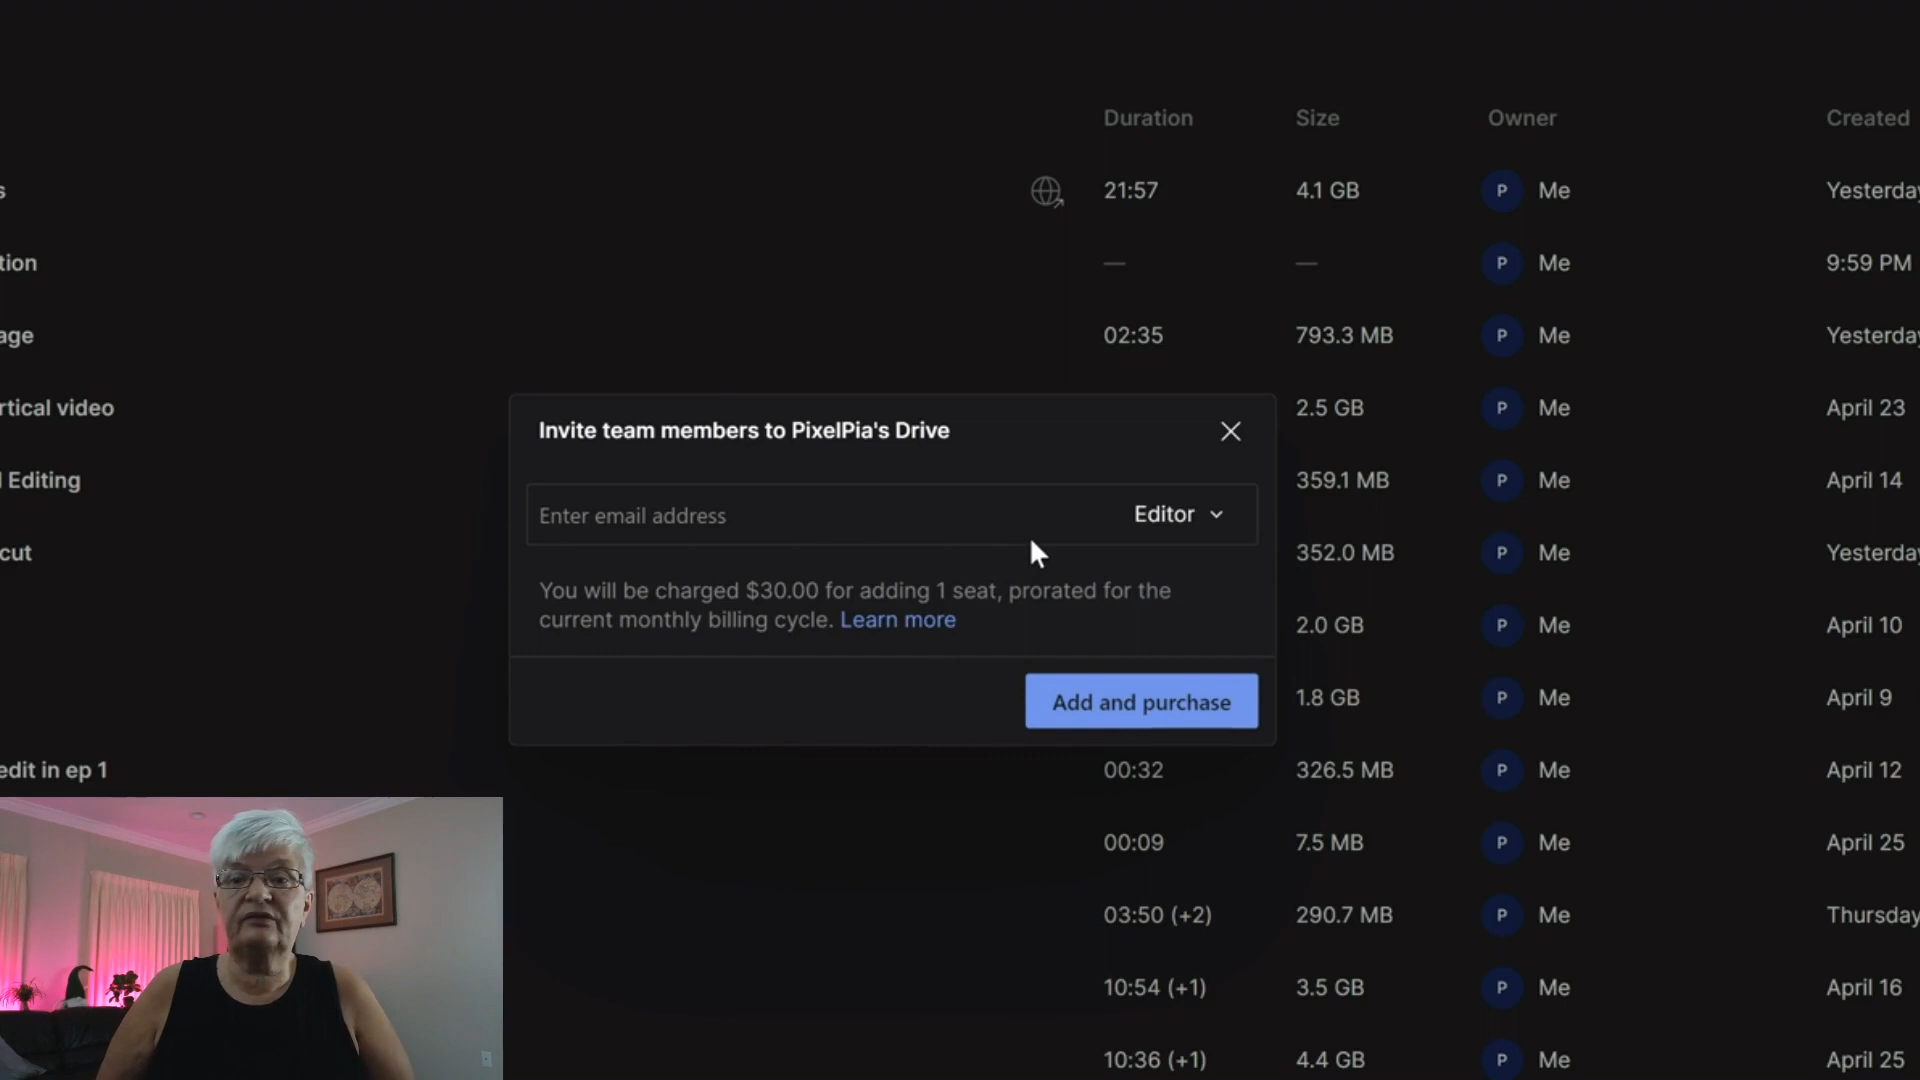 Duration Size Owner Created
s 21:57 4.1 GB P Me Yesterday
tion — — P Me 9:59 PM
age 02:35 793.3 MB P Me Yesterday
rtical video 2.5 GB P Me April 23
Invite team members to PixelPia's Drive
l Editing 359.1 MB P Me April 14
Enter email address Editor
cut 352.0 MB P Me Yesterday
You will be charged $30.00 for adding 1 seat, prorated for the
current monthly billing cycle. Learn more
2.0 GB P Me April 10
Add and purchase
1.8 GB P Me April 9
edit in ep 1 00:32 326.5 MB P Me April 12
00:09 7.5 MB P Me April 25
03:50 (+2) 290.7 MB P Me Thursday
10:54 (+1) 3.5 GB P Me April 16
10:36 (+1) 4.4 GB P Me April 25